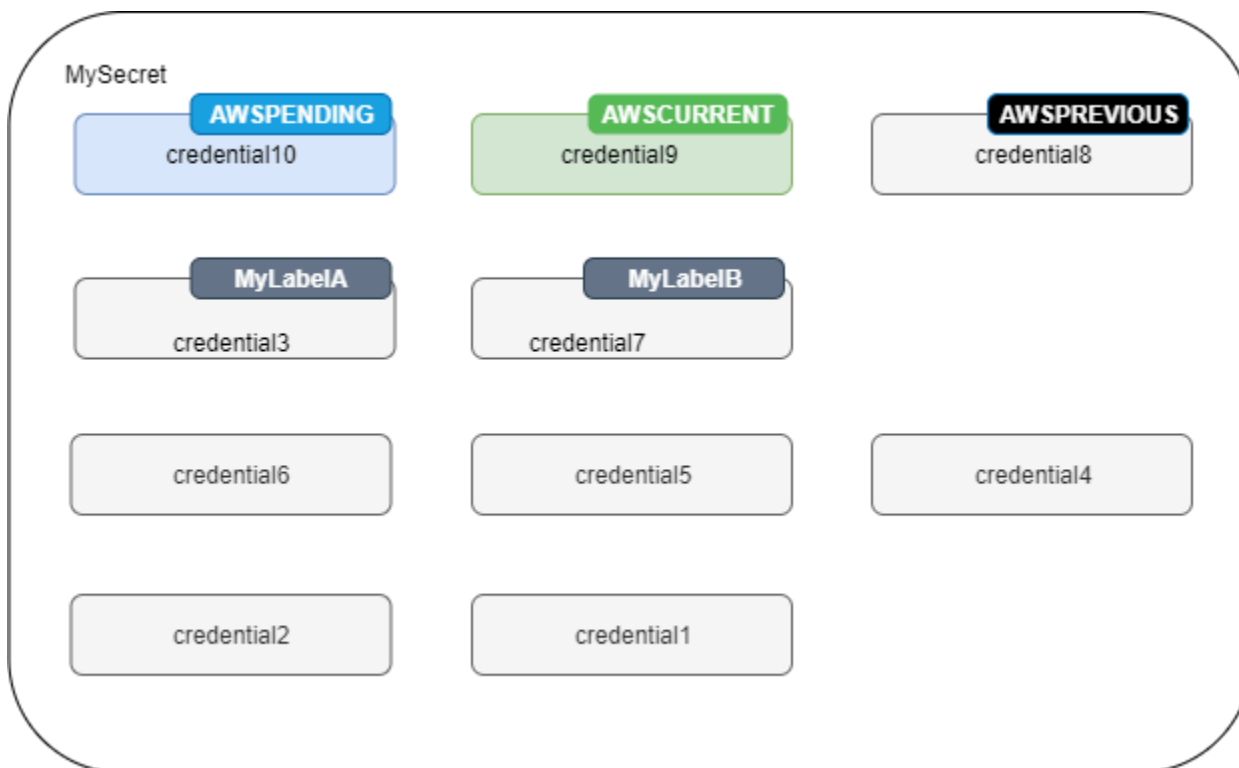 MySecret
AWSPENDING
credential10
AWSCURRENT
credential9
AWSPREVIOUS
credential8
MyLabelA
credential3
MyLabelB
credential7
credential6
credential5
credential4
credential2
credential1